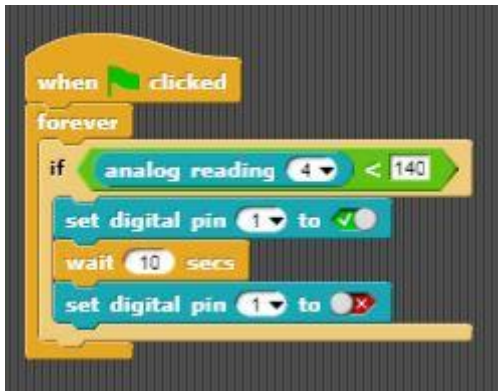 when clicked
forever
if analog reading 4 < 140
set digital pin 1 to
wait 10 secs
set digital pin 1 to